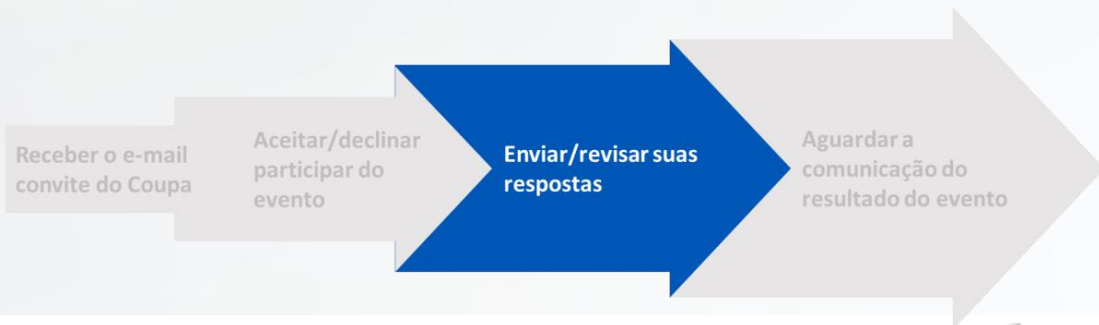 Receber o e-mail
convite do Coupa
Aceitar/declinar
participar do
evento
Enviar/revisar suas
respostas
Aguardar a
comunicação do
resultado do evento